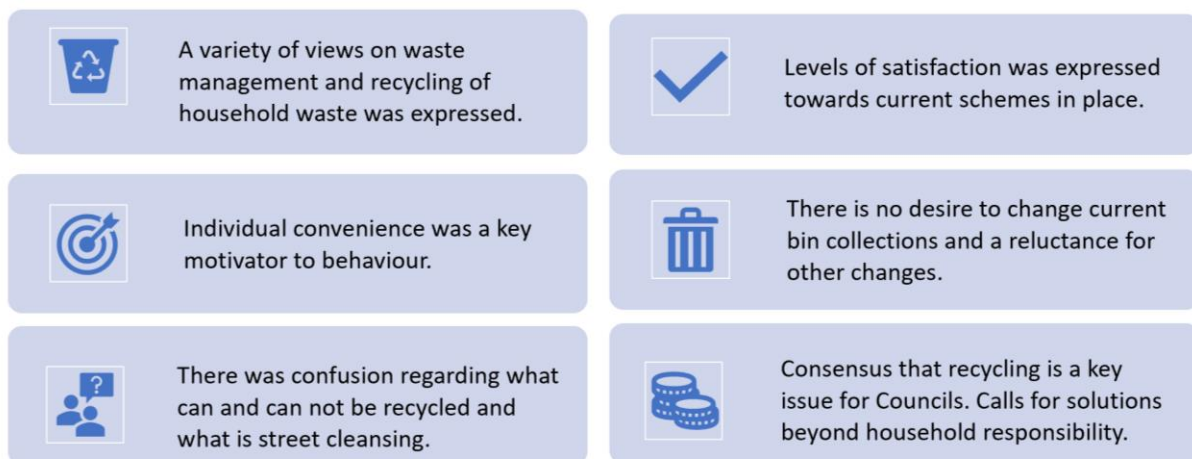 A variety of views on waste
management and recycling of
household waste was expressed.
Levels of satisfaction was expressed
towards current schemes in place.
Individual convenience was a key
motivator to behaviour.
There is no desire to change current
bin collections and a reluctance for
other changes.
?
There was confusion regarding what
can and can not be recycled and
what is street cleansing.
Consensus that recycling is a key
issue for Councils. Calls for solutions
beyond household responsibility.